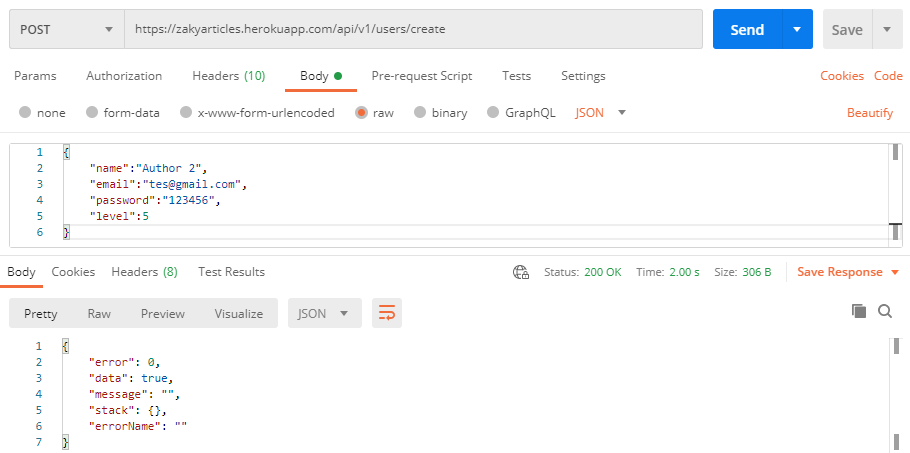 POST https://zakyarticles.herokuapp.com/api/v1/users/create Send Save
Params Authorization Headers (10) Body Pre-request Script Tests Settings Cookies Code
none form-data x-www-form-urlencoded raw binary GraphQL JSON Beautify
1 {
2 "name":"Author 2",
3 "email":"tes@gmail.com",
4 "password":"123456",
5 "level":5
6 }
Body Cookies Headers (8) Test Results Status: 200 OK Time: 2.00 s Size: 306 B Save Response
Pretty Raw Preview Visualize JSON
1 {
2 "error": 0,
3 "data": true,
4 "message": "",
5 "stack": {},
6 "errorName": ""
7 }